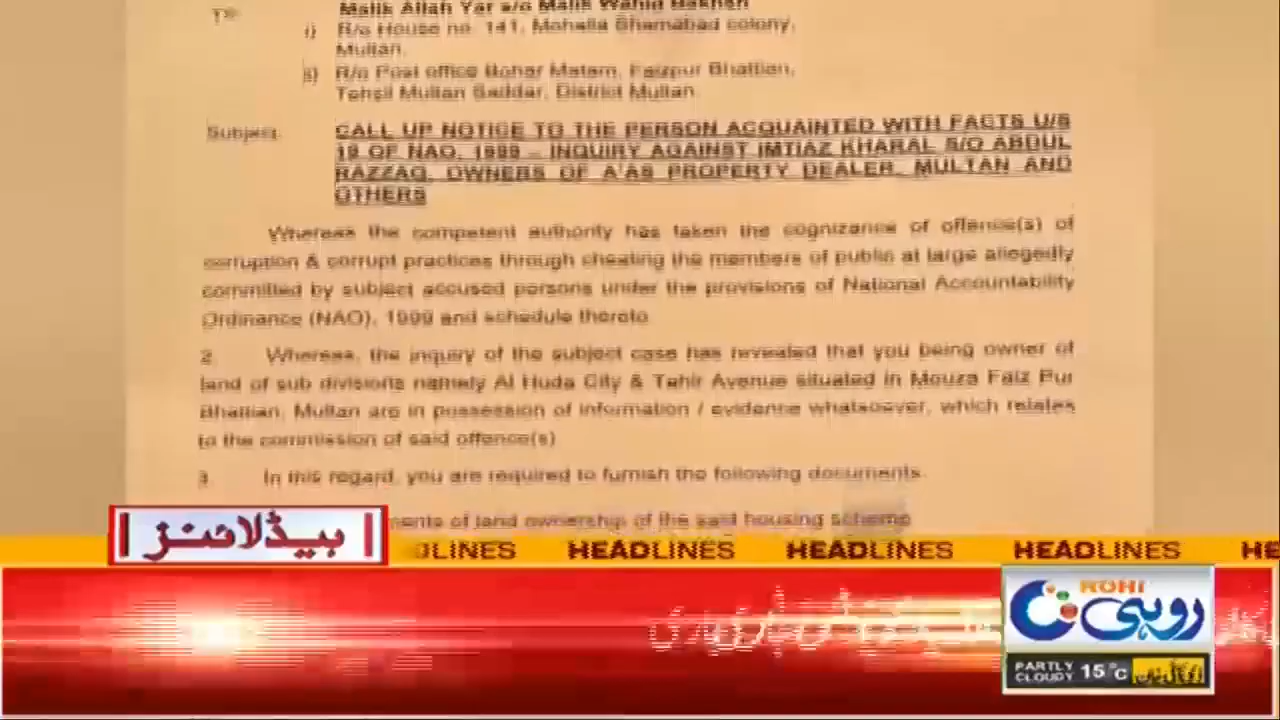 To:
Malik Allah Yar s/o Malik Wahid Bakhsh
i) R/o House no. 141, Mohalla Ghamabad colony,
Multan.
ii) R/o Post office Bohar Matam, Faizpur Bhattian,
Tehsil Multan Saddar, District Multan
Subject: CALL UP NOTICE TO THE PERSON ACQUAINTED WITH FACTS U/S
19 OF NAO, 1999 – INQUIRY AGAINST IMTIAZ KHARAL S/O ABDUL
RAZZAQ, OWNERS OF A'AS PROPERTY DEALER, MULTAN AND
OTHERS
Whereas the competent authority has taken the cognizance of offence(s) of
corruption & corrupt practices through cheating the members of public at large allegedly
committed by subject accused persons under the provisions of National Accountability
Ordinance (NAO), 1999 and schedule thereto
2. Whereas, the inquiry of the subject case has revealed that you being owner of
land of sub divisions namely Al Huda City & Tahir Avenue situated in Mouza Faiz Pur
Bhattian, Multan are in possession of information / evidence whatsoever, which relates
to the commission of said offence(s)
3. In this regard, you are required to furnish the following documents.
ments of land ownership of the said housing scheme
ہیڈلائنز
DLINES HEADLINES HEADLINES HEADLINES HE
ROHI
روہی
PARTLY CLOUDY 15°C